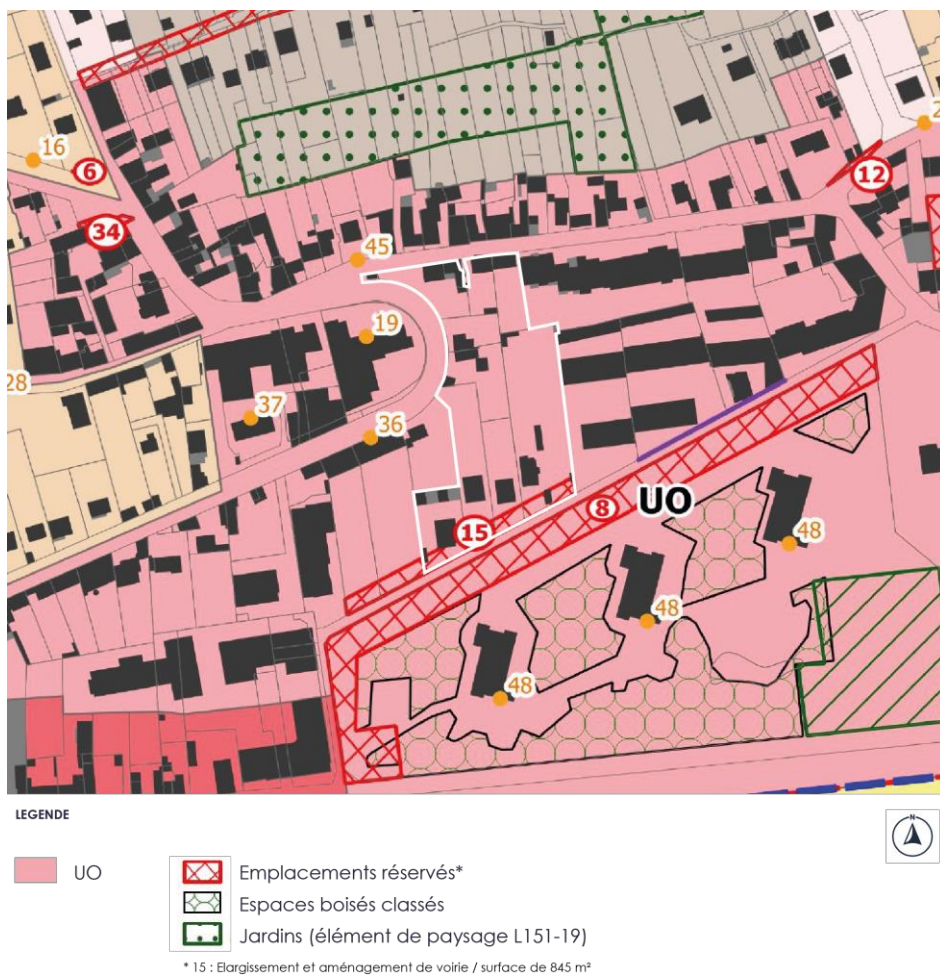 16
6
34
12
2
45
19
28
37
36
15
8
UO
48
48
48
LEGENDE
N
UO
Emplacements réservés*
Espaces boisés classés
Jardins (élément de paysage L151-19)
* 15 : Elargissement et aménagement de voirie / surface de 845 m²